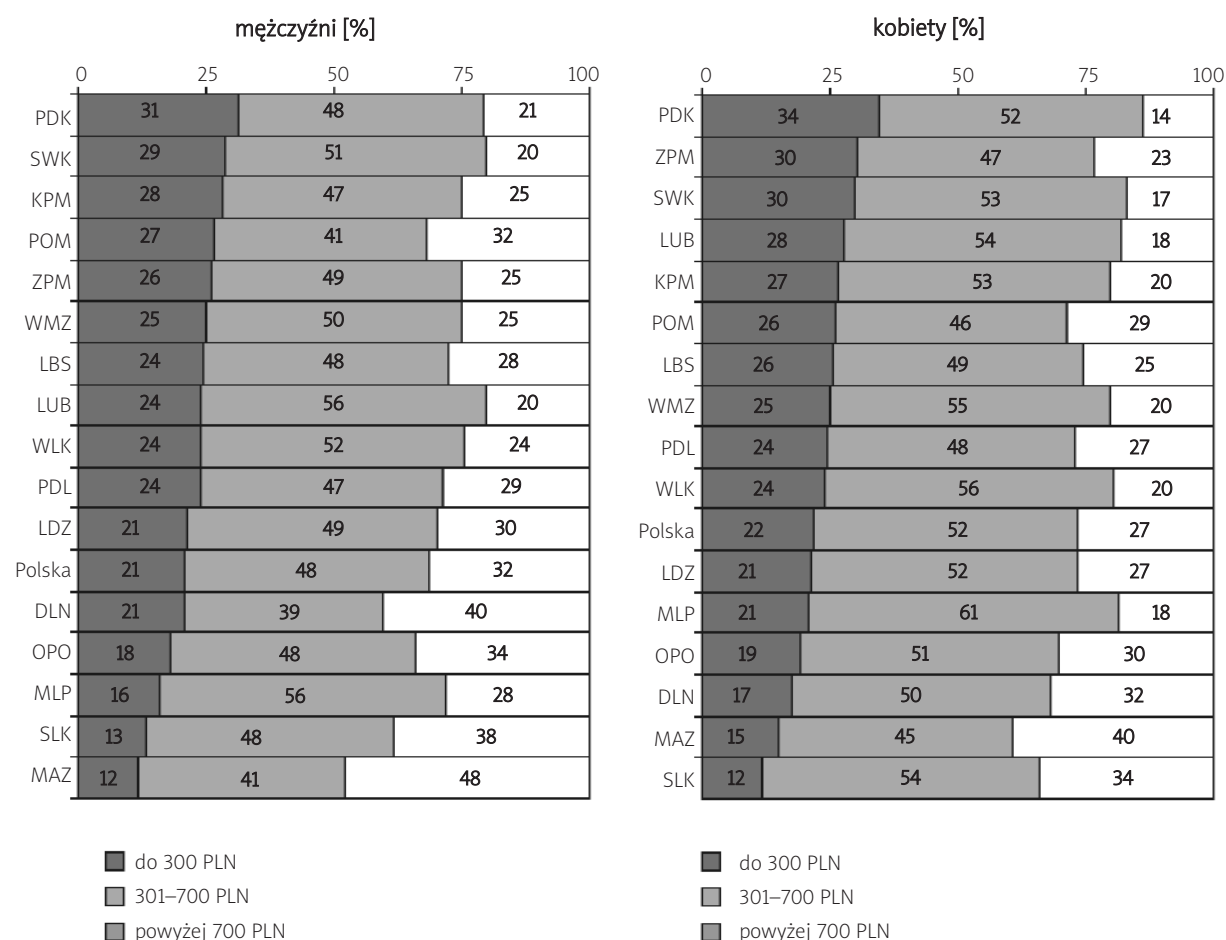 mężczyźni [%]
0 25 50 75 100
PDK 31 48 21
SWK 29 51 20
KPM 28 47 25
POM 27 41 32
ZPM 26 49 25
WMZ 25 50 25
LBS 24 48 28
LUB 24 56 20
WLK 24 52 24
PDL 24 47 29
LDZ 21 49 30
Polska 21 48 32
DLN 21 39 40
OPO 18 48 34
MLP 16 56 28
SLK 13 48 38
MAZ 12 41 48
do 300 PLN
301–700 PLN
powyżej 700 PLN
kobiety [%]
0 25 50 75 100
PDK 34 52 14
ZPM 30 47 23
SWK 30 53 17
LUB 28 54 18
KPM 27 53 20
POM 26 46 29
LBS 26 49 25
WMZ 25 55 20
PDL 24 48 27
WLK 24 56 20
Polska 22 52 27
LDZ 21 52 27
MLP 21 61 18
OPO 19 51 30
DLN 17 50 32
MAZ 15 45 40
SLK 12 54 34
do 300 PLN
301–700 PLN
powyżej 700 PLN